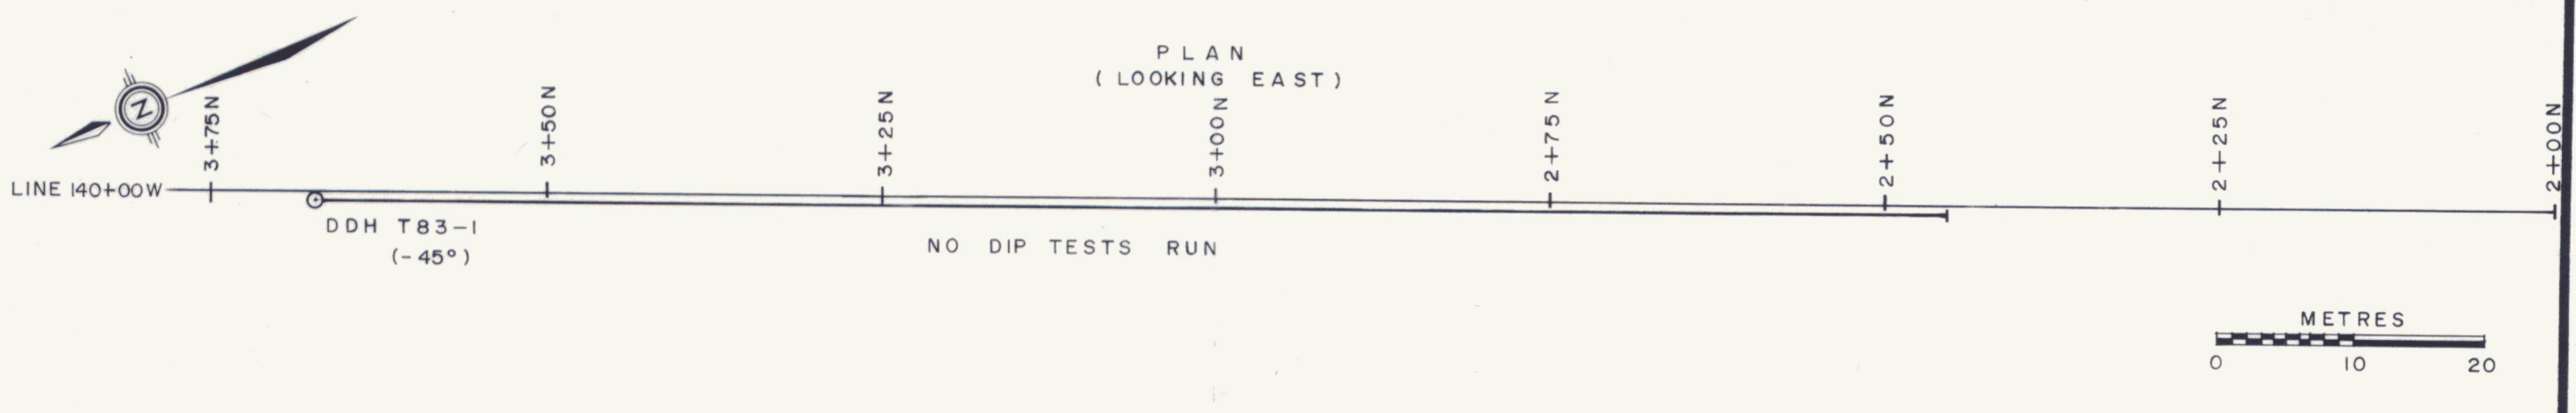 PLAN
(LOOKING EAST)
N
3+75N
3+50N
3+25N
3+00N
2+75N
2+50N
2+25N
2+00N
LINE 140+00W
DDH T83-1
(-45°)
NO DIP TESTS RUN
METRES
0 10 20